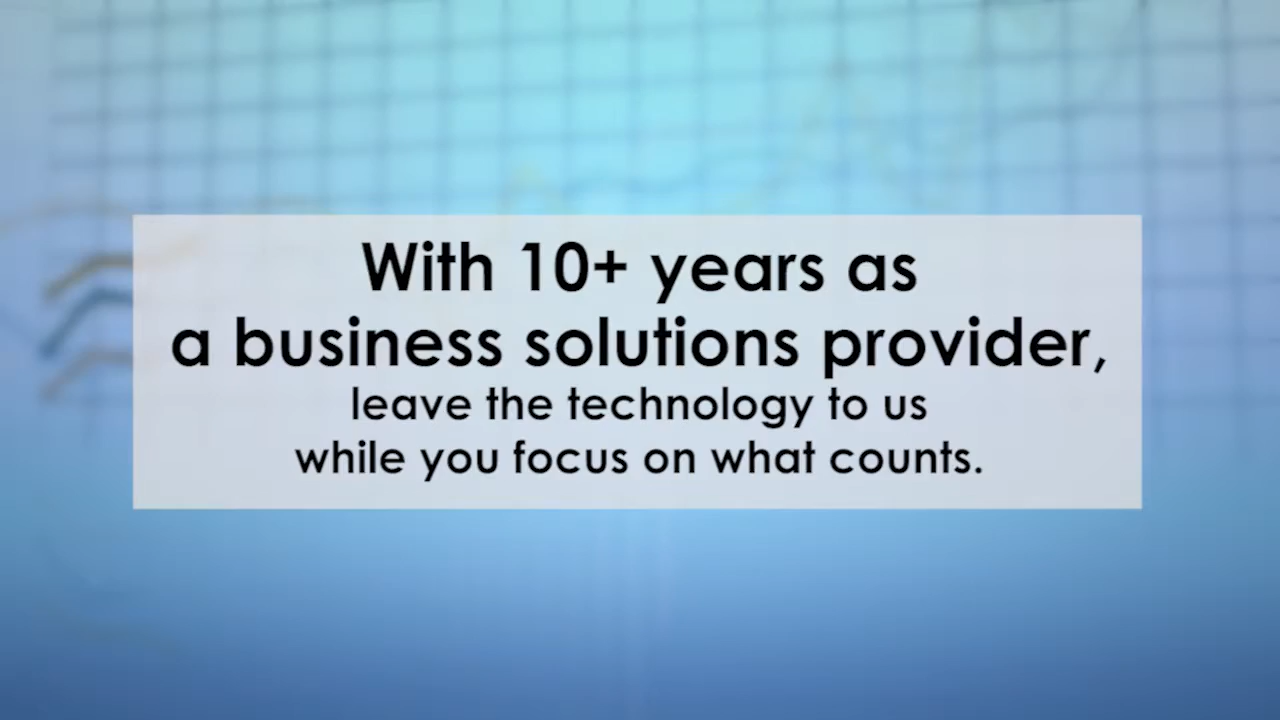 With 10+ years as
a business solutions provider,
leave the technology to us
while you focus on what counts.